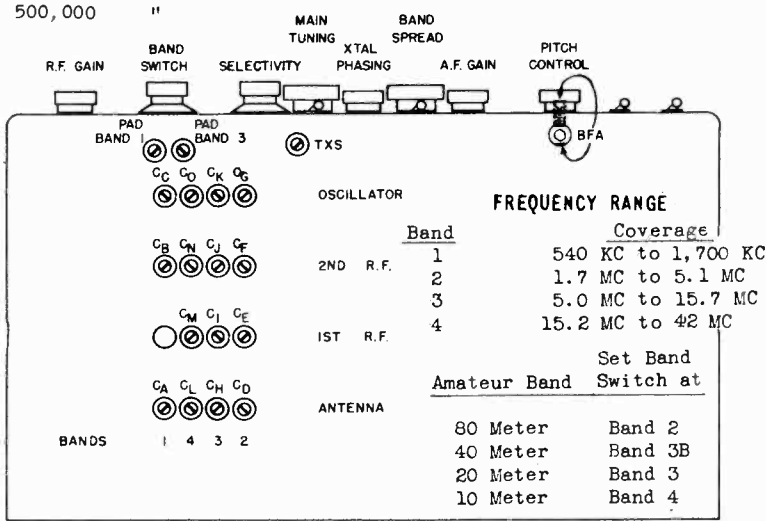 500,000 "
MAIN TUNING
BAND SPREAD
R.F. GAIN
BAND SWITCH
SELECTIVITY
XTAL PHASING
A.F. GAIN
PITCH CONTROL
PAD BAND 1
PAD BAND 3
TXS
BFA
CC CO CK OG
OSCILLATOR
CB CN CJ CF
2ND R.F.
CM CI CE
1ST R.F.
CA CL CH CD
ANTENNA
BANDS 1 4 3 2
FREQUENCY RANGE
Band Coverage
1 540 KC to 1,700 KC
2 1.7 MC to 5.1 MC
3 5.0 MC to 15.7 MC
4 15.2 MC to 42 MC
Set Band
Amateur Band Switch at
80 Meter Band 2
40 Meter Band 3B
20 Meter Band 3
10 Meter Band 4